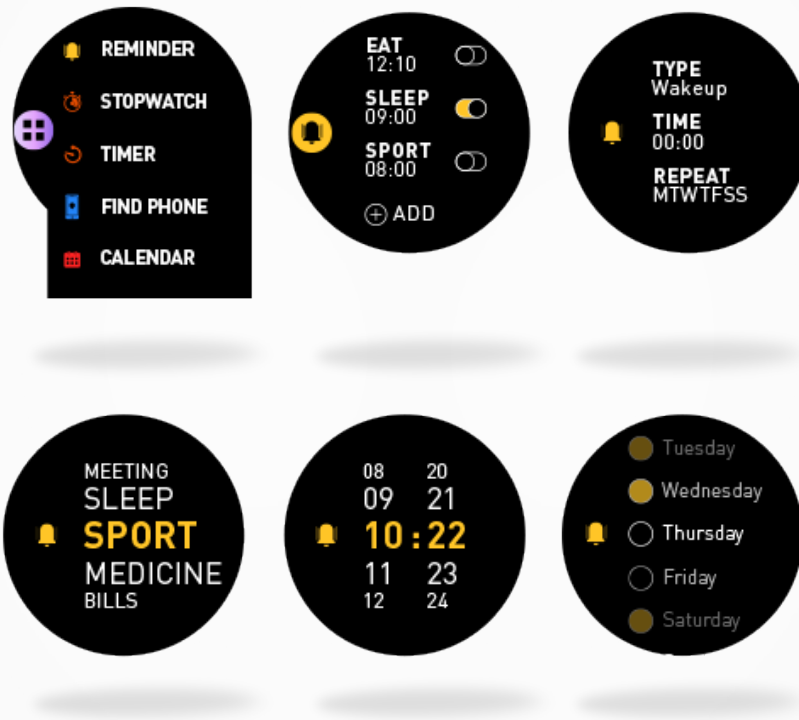 REMINDER
STOPWATCH
TIMER
FIND PHONE
CALENDAR
EAT
12:10
SLEEP
09:00
SPORT
08:00
ADD
TYPE
Wakeup
TIME
00:00
REPEAT
MTWTFSS
MEETING
SLEEP
SPORT
MEDICINE
BILLS
08 20
09 21
10:22
11 23
12 24
Tuesday
Wednesday
Thursday
Friday
Saturday